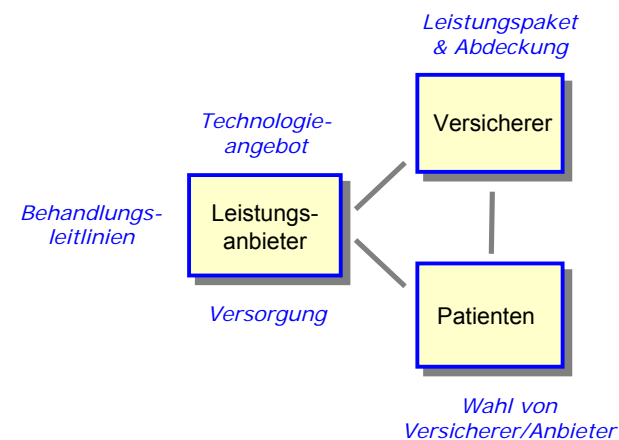 Leistungspaket
& Abdeckung
Versicherer
Technologie-
angebot
Behandlungs-
leitlinien
Leistungs-
anbieter
Versorgung
Patienten
Wahl von
Versicherer/Anbieter